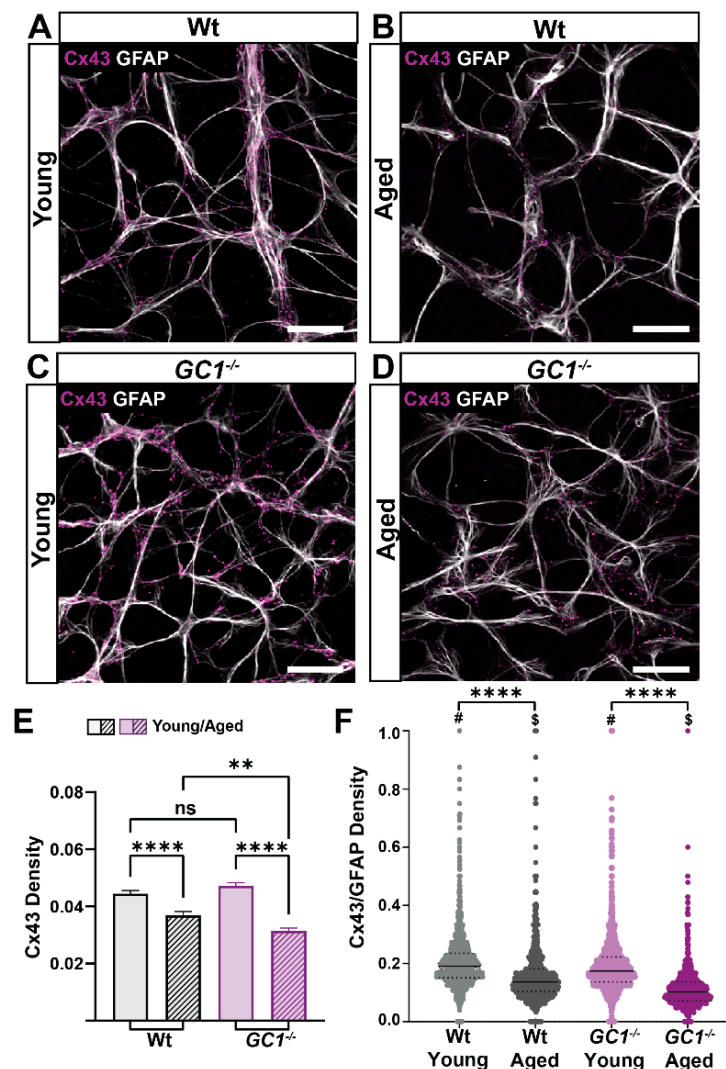 A
Wt
Cx43 GFAP
Young
B
Wt
Cx43 GFAP
Aged
C
GC1-/-
Cx43 GFAP
Young
D
GC1-/-
Cx43 GFAP
Aged
E
Young/Aged
Cx43 Density
0.08
0.06
0.04
0.02
**
ns
****
****
Wt
GC1-/-
F
Cx43/GFAP Density
****
****
#
$
#
$
1.0
0.8
0.6
0.4
0.2
0.0
Wt
Young
Wt
Aged
GC1-/-
Young
GC1-/-
Aged